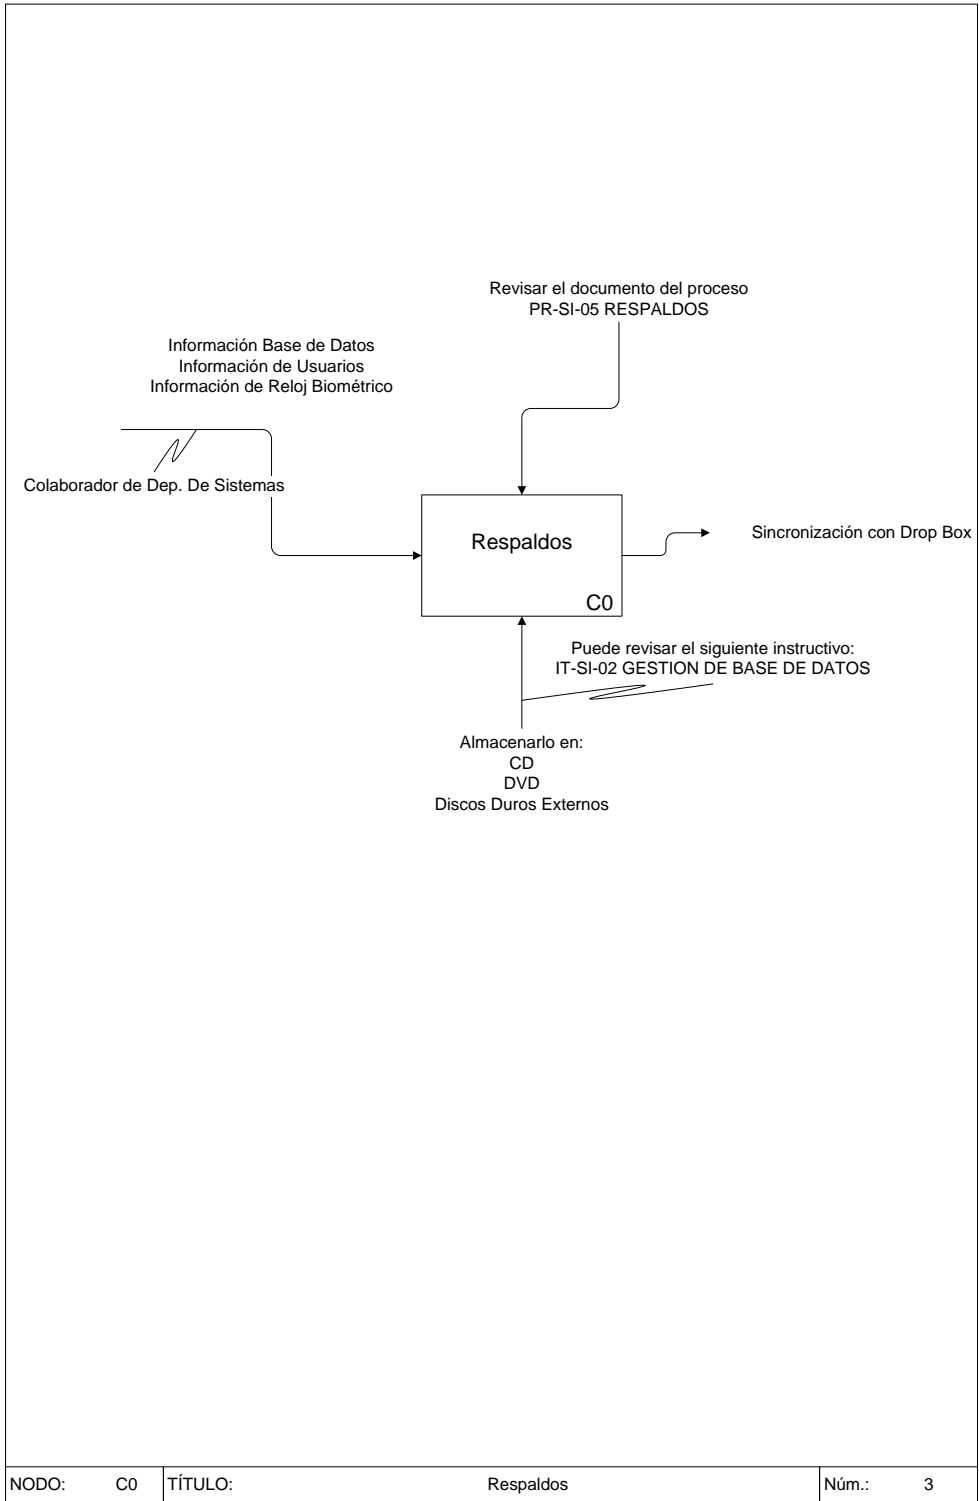 Revisar el documento del proceso
PR-SI-05 RESPALDOS
Información Base de Datos
Información de Usuarios
Información de Reloj Biométrico
Colaborador de Dep. De Sistemas
Respaldos
C0
Sincronización con Drop Box
Puede revisar el siguiente instructivo:
IT-SI-02 GESTION DE BASE DE DATOS
Almacenarlo en:
CD
DVD
Discos Duros Externos
NODO: C0 TÍTULO: Respaldos Núm.: 3